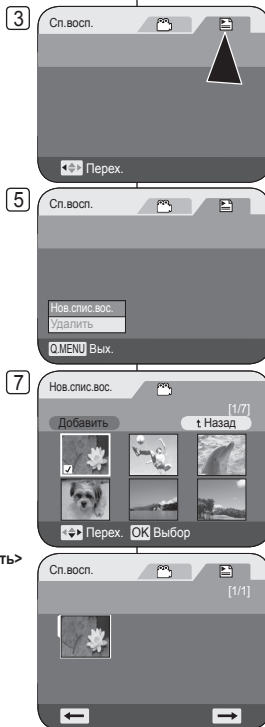 3
Сп.восп.
Перех.
5
Сп.восп.
Нов.спис.вос.
Удалить
Q.MENU Вых.
7
Нов.спис.вос.
[1/7]
Добавить
Назад
Перех. OK Выбор
ть>
Сп.восп.
[1/1]